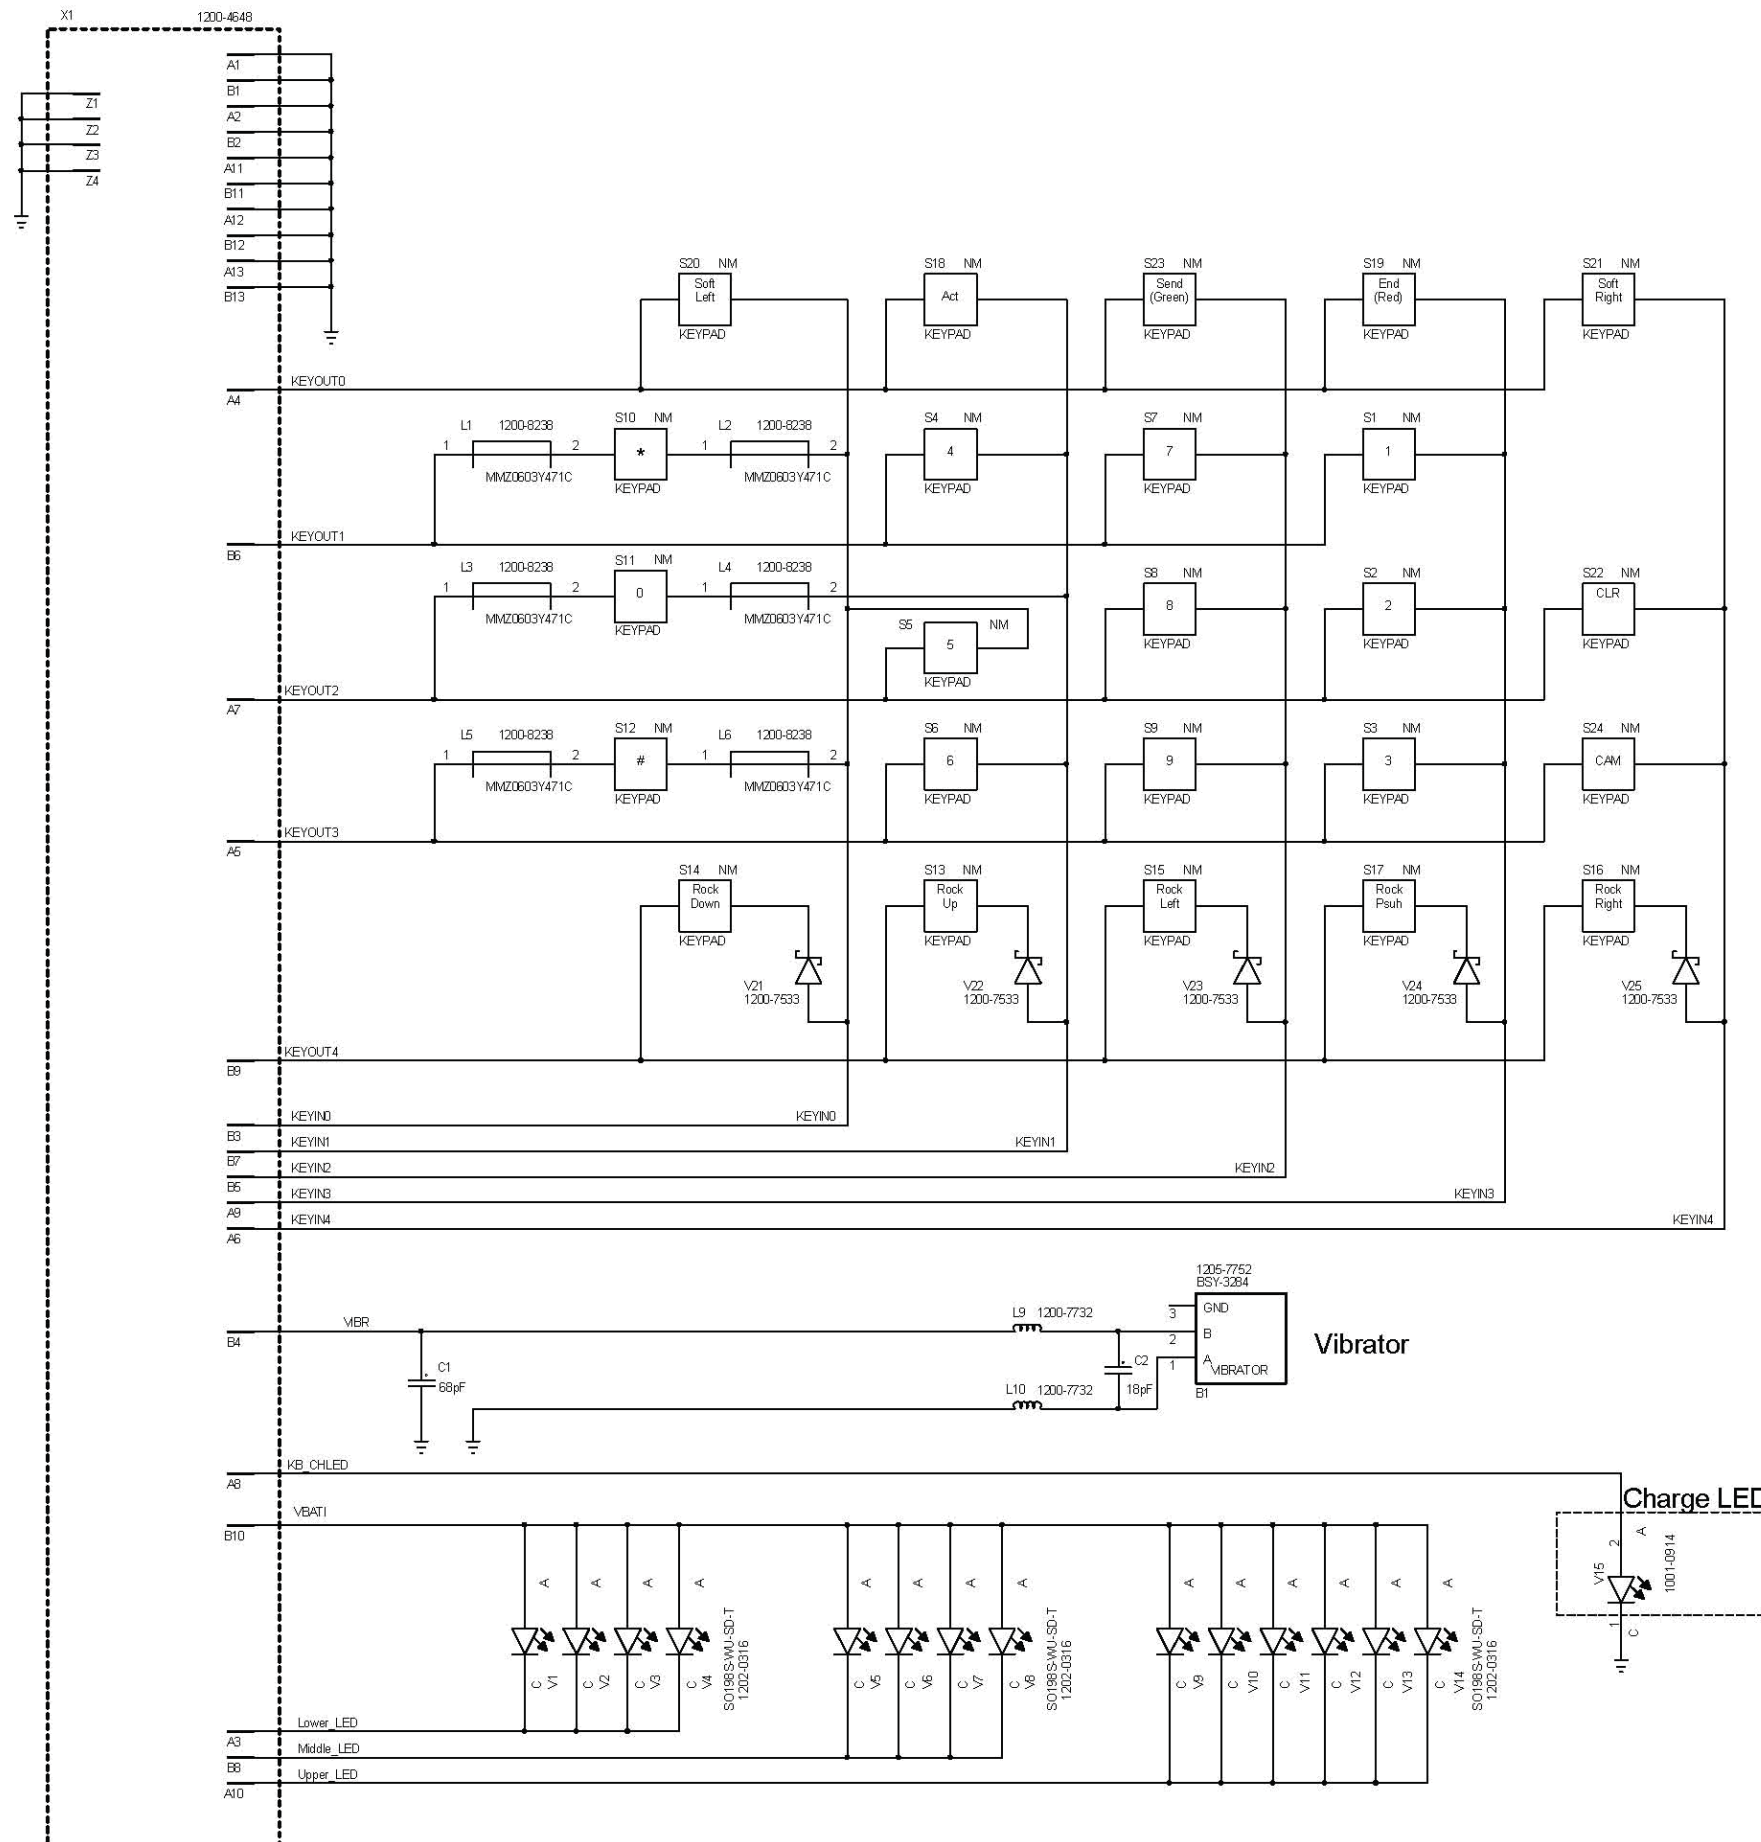 X1 1200-4648
A1
B1
Z1
A2
Z2
B2
Z3
A11
Z4
B11
A12
B12
A13
B13
S20 NM S18 NM S23 NM S19 NM S21 NM
Soft Left Act Send (Green) End (Red) Soft Right
KEYPAD KEYPAD KEYPAD KEYPAD KEYPAD
KEYOUT0
A4
L1 1200-8238 S10 NM L2 1200-8238 S4 NM S7 NM S1 NM
1 2 * 1 2 4 7 1
MMZ0603Y471C KEYPAD MMZ0603Y471C KEYPAD KEYPAD KEYPAD
KEYOUT1
B6
L3 1200-8238 S11 NM L4 1200-8238 S8 NM S2 NM S22 NM
1 2 0 1 2 8 2 CLR
MMZ0603Y471C KEYPAD MMZ0603Y471C KEYPAD KEYPAD KEYPAD
S5 NM
5
KEYPAD
KEYOUT2
A7
L5 1200-8238 S12 NM L6 1200-8238 S6 NM S9 NM S3 NM S24 NM
1 2 # 1 2 6 9 3 CAM
MMZ0603Y471C KEYPAD MMZ0603Y471C KEYPAD KEYPAD KEYPAD KEYPAD
KEYOUT3
A5
S14 NM S13 NM S15 NM S17 NM S16 NM
Rock Down Rock Up Rock Left Rock Psuh Rock Right
KEYPAD KEYPAD KEYPAD KEYPAD KEYPAD
V21 V22 V23 V24 V25
1200-7533 1200-7533 1200-7533 1200-7533 1200-7533
KEYOUT4
B9
KEYIN0 KEYIN0
B3
KEYIN1 KEYIN1
B7
KEYIN2 KEYIN2
B5
KEYIN3 KEYIN3
A9
KEYIN4 KEYIN4
A6
1205-7752
BSY-3284
L9 1200-7732 3 GND
VIBR 2 B
B4
Vibrator
C1 C2 1 A
68pF 18pF VIBRATOR
L10 1200-7732 B1
KB_CHLED
A8
Charge LED
VBATI
B10
2 A
V15 1001-0914
1 C
A A A A A A A A A A A A A A
C V1 C V2 C V3 C V4 SO198S-WU-SD-T 1202-0316
C V5 C V6 C V7 C V8 SO198S-WU-SD-T 1202-0316
C V9 C V10 C V11 C V12 C V13 C V14 SO198S-WU-SD-T 1202-0316
Lower_LED
A3
Middle_LED
B8
Upper_LED
A10